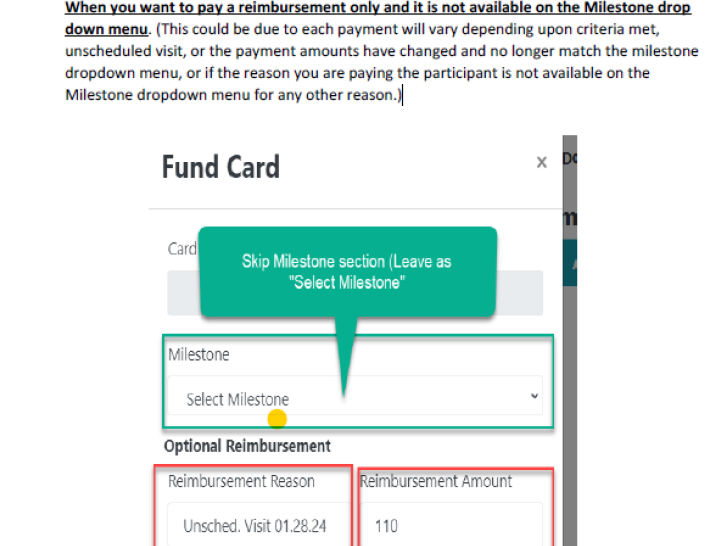 When you want to pay a reimbursement only and it is not available on the Milestone drop
down menu. (This could be due to each payment will vary depending upon criteria met,
unscheduled visit, or the payment amounts have changed and no longer match the milestone
dropdown menu, or if the reason you are paying the participant is not available on the
Milestone dropdown menu for any other reason.)
Fund Card
x
Card
Skip Milestone section (Leave as
"Select Milestone"
Milestone
Select Milestone
Optional Reimbursement
Reimbursement Reason
Reimbursement Amount
Unsched. Visit 01.28.24
110